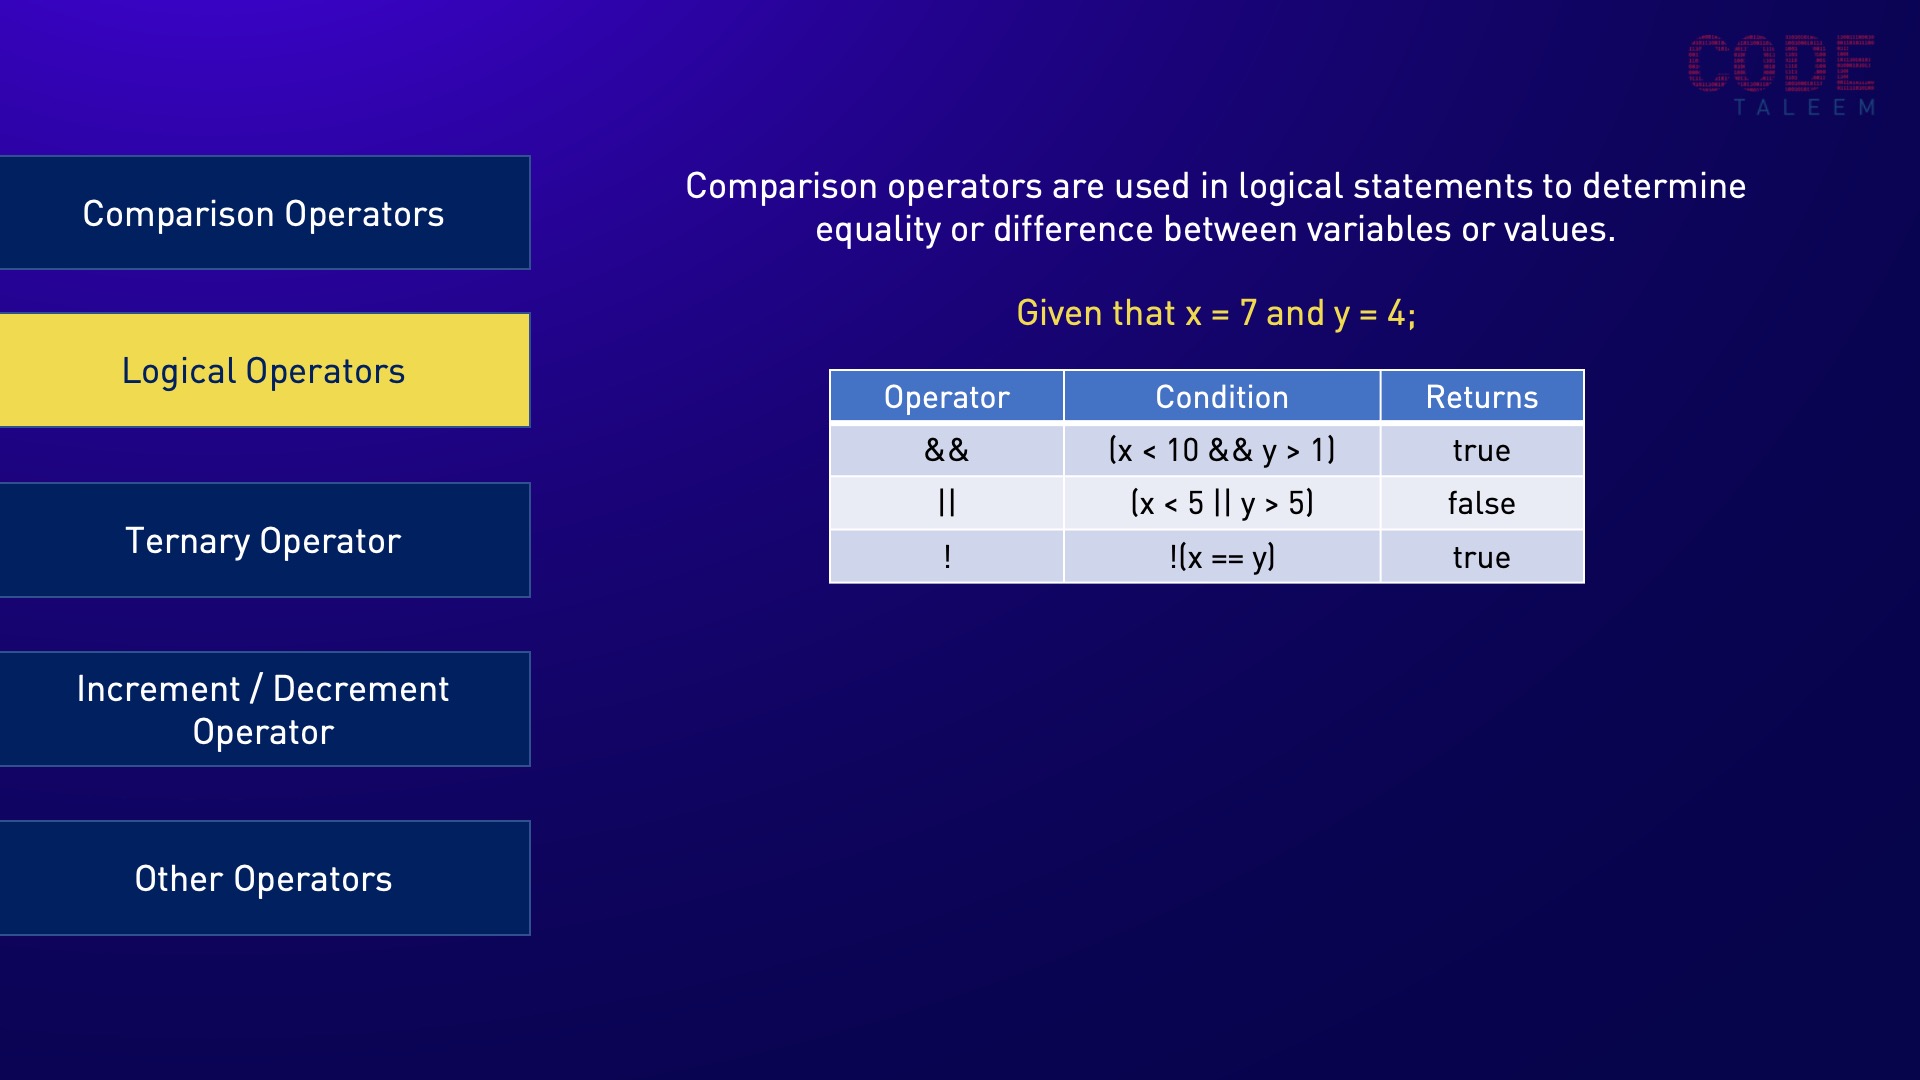 CODE
TALEEM
Comparison Operators
Logical Operators
Ternary Operator
Increment / Decrement
Operator
Other Operators
Comparison operators are used in logical statements to determine
equality or difference between variables or values.
Given that x = 7 and y = 4;
Operator Condition Returns
&& (x < 10 && y > 1) true
|| (x < 5 || y > 5) false
! !(x == y) true